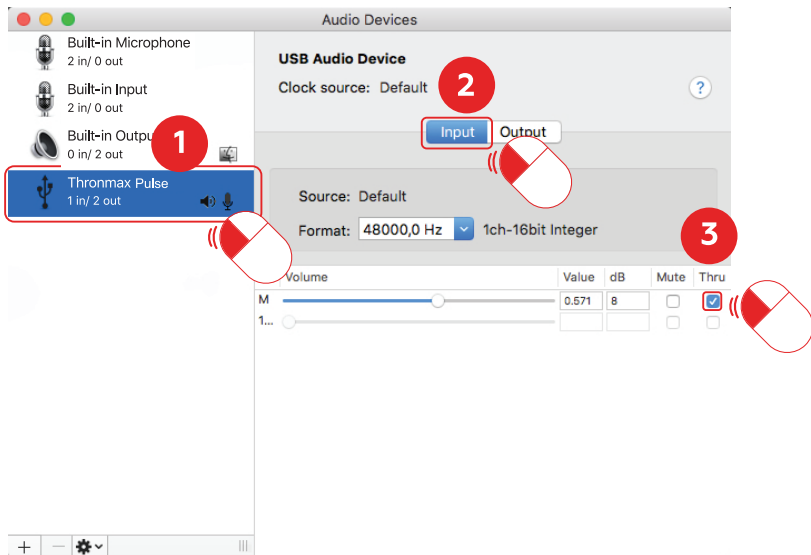 Audio Devices
Built-in Microphone
2 in/ 0 out
Built-in Input
2 in/ 0 out
Built-in Outpu
0 in/ 2 out
1
Thronmax Pulse
1 in/ 2 out
USB Audio Device
Clock source: Default
2
?
Input Output
Source: Default
Format: 48000,0 Hz 1ch-16bit Integer
3
Volume Value dB Mute Thru
M 0.571 8
1...